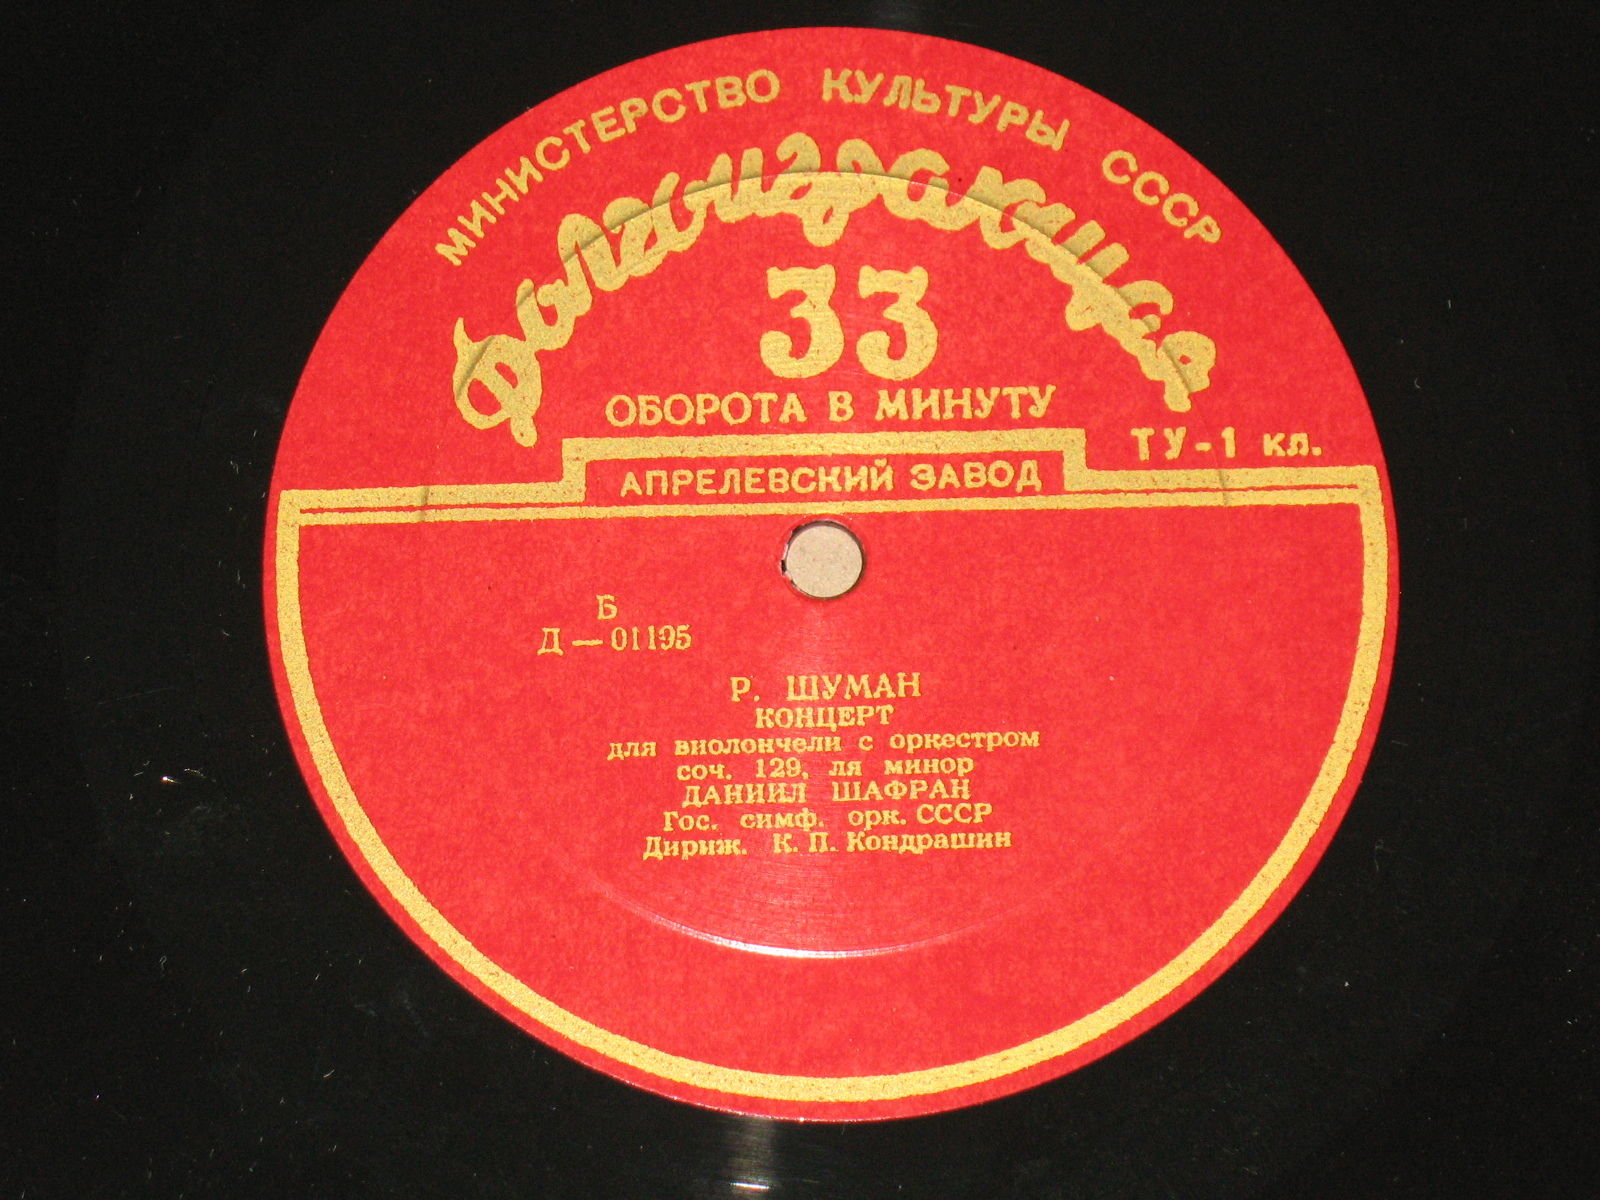 МИНИСТЕРСТВО КУЛЬТУРЫ СССР
Долгоиграющая
33
ОБОРОТА В МИНУТУ
ТУ-1 кл.
АПРЕЛЕВСКИЙ ЗАВОД
Б
Д — 01195
Р. ШУМАН
КОНЦЕРТ
для виолончели с оркестром
соч. 129, ля минор
ДАНИИЛ ШАФРАН
Гос. симф. орк. СССР
Дириж. К. П. Кондрашин